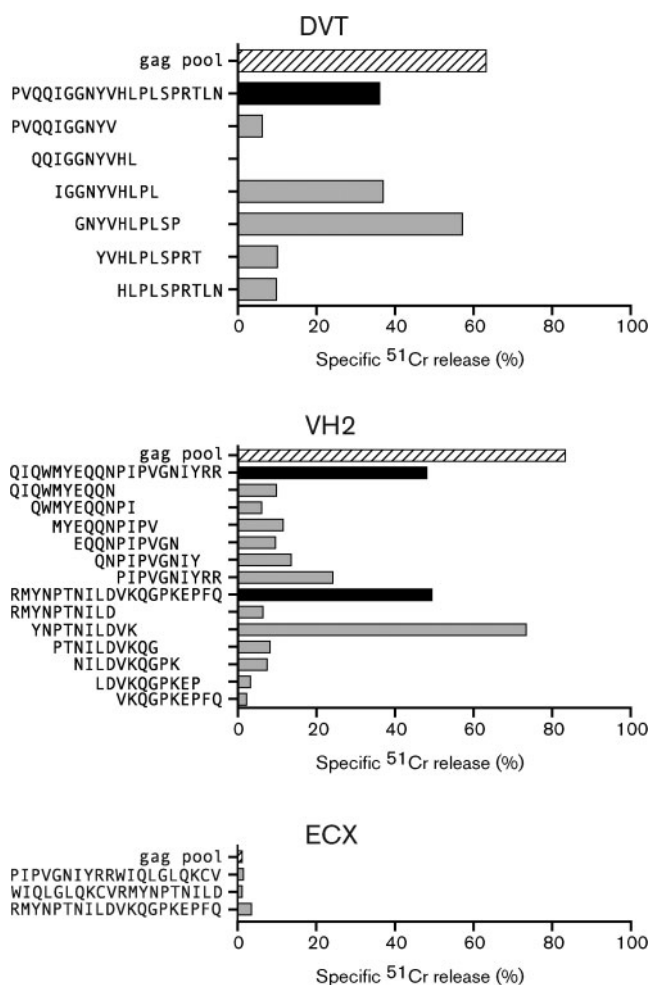 DVT
gag pool
PVQQIGGNYVHLPLSPRTLN
PVQQIGGNYV
QQIGGNYVHL
IGGNYVHLPL
GNYVHLPLSP
YVHLPLSPRT
HLPLSPRTLN
0 20 40 60 80 100
Specific 51Cr release (%)
VH2
gag pool
QIQWMYEQQNPIPVGNIYRR
QIQWMYEQQN
QWMYEQQNPI
MYEQQNPIPV
EQQNPIPVGN
QNPIPVGNIY
PIPVGNIYRR
RMYNPTNILDVKQGPKEPFQ
RMYNPTNILD
YNPTNILDVK
PTNILDVKQG
NILDVKQGPK
LDVKQGPKEP
VKQGPKEPFQ
0 20 40 60 80 100
Specific 51Cr release (%)
ECX
gag pool
PIPVGNIYRRWIQLGLQKCV
WIQLGLQKCVRMYNPTNILD
RMYNPTNILDVKQGPKEPFQ
0 20 40 60 80 100
Specific 51Cr release (%)